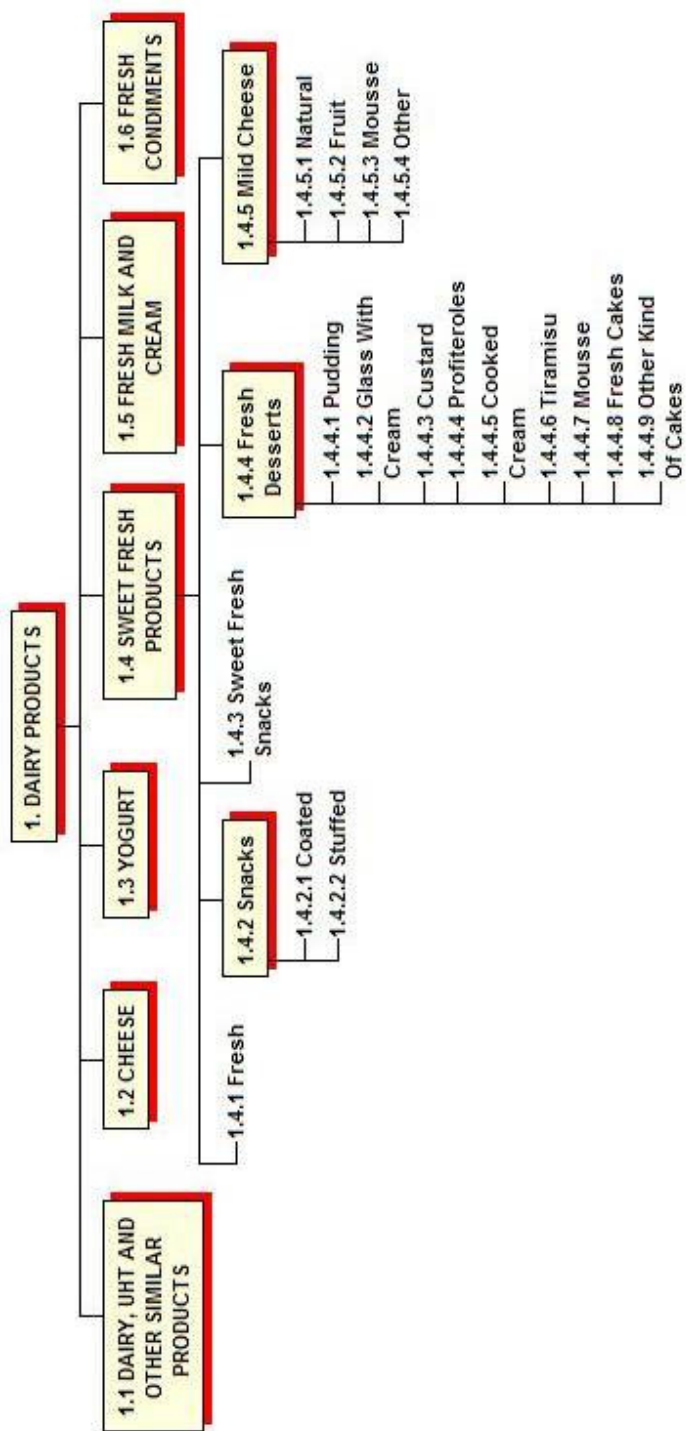 1. DAIRY PRODUCTS
1.1 DAIRY, UHT AND
OTHER SIMILAR
PRODUCTS
1.2 CHEESE
1.3 YOGURT
1.4 SWEET FRESH
PRODUCTS
1.5 FRESH MILK AND
CREAM
1.6 FRESH
CONDIMENTS
1.4.1 Fresh
1.4.2 Snacks
1.4.2.1 Coated
1.4.2.2 Stuffed
1.4.3 Sweet Fresh
Snacks
1.4.4 Fresh
Desserts
1.4.4.1 Pudding
1.4.4.2 Glass With
Cream
1.4.4.3 Custard
1.4.4.4 Profiteroles
1.4.4.5 Cooked
Cream
1.4.4.6 Tiramisu
1.4.4.7 Mousse
1.4.4.8 Fresh Cakes
1.4.4.9 Other Kind
Of Cakes
1.4.5 Mild Cheese
1.4.5.1 Natural
1.4.5.2 Fruit
1.4.5.3 Mousse
1.4.5.4 Other